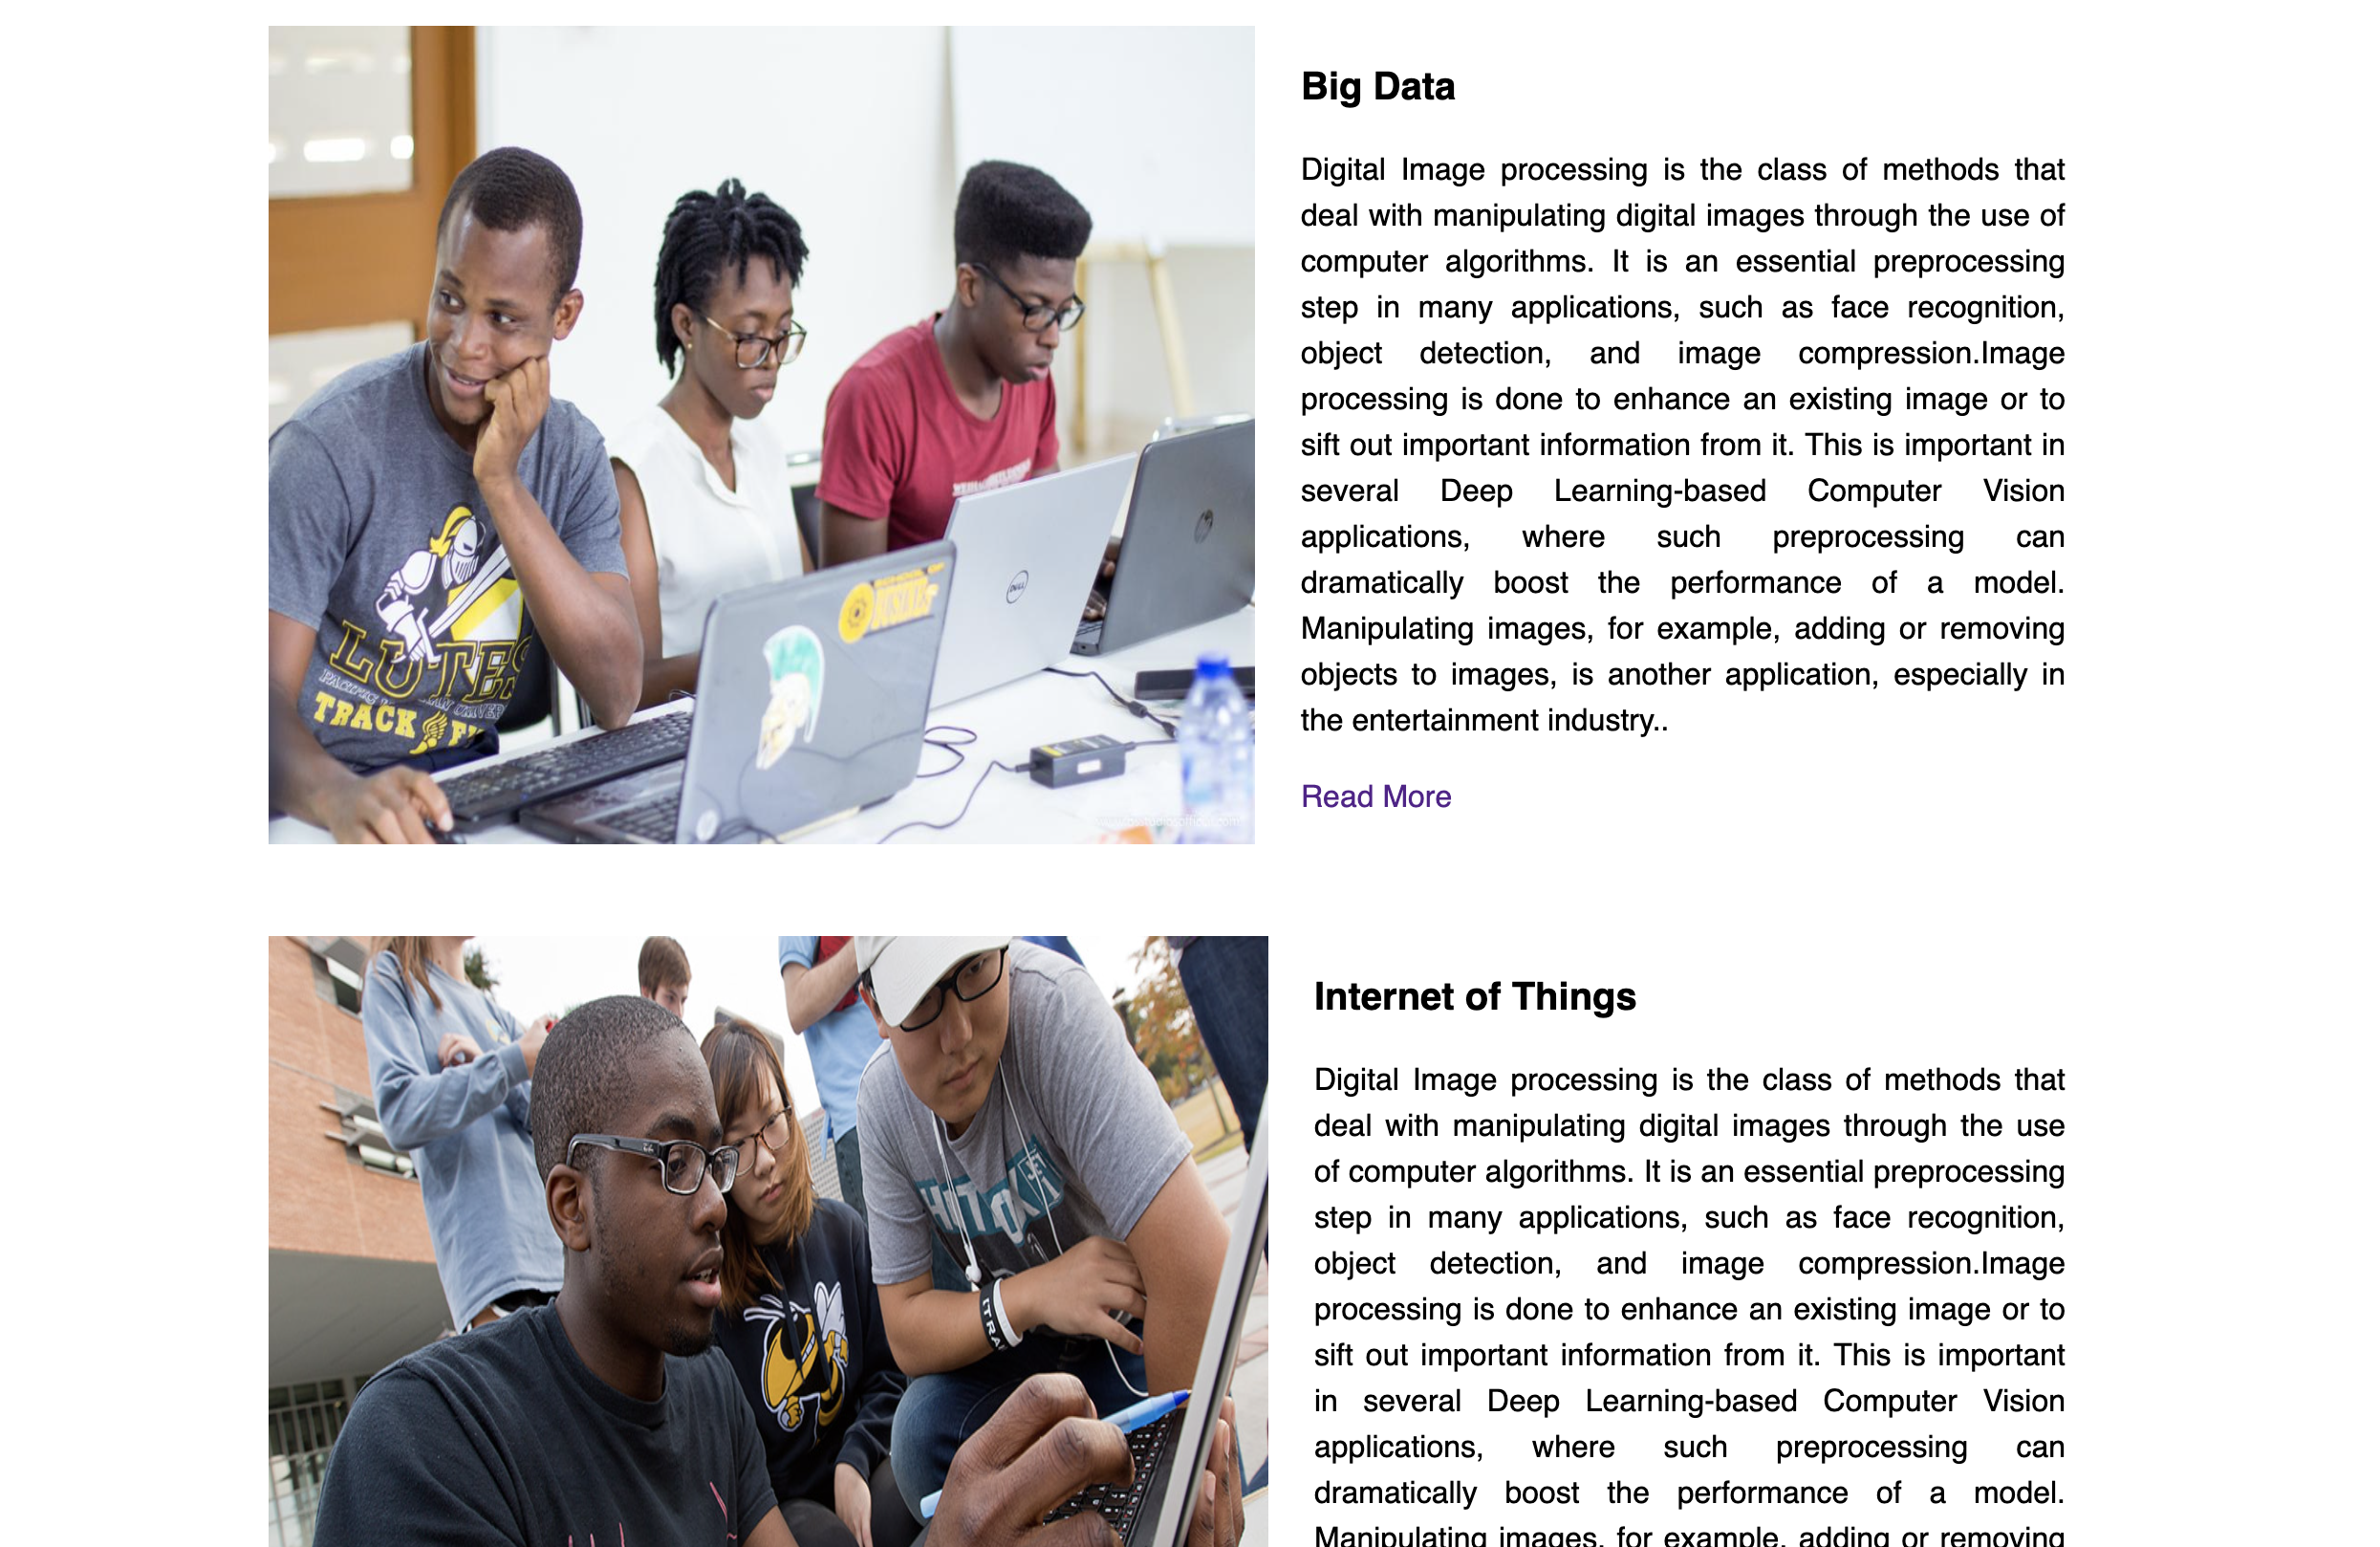 Big Data
Digital Image processing is the class of methods that
deal with manipulating digital images through the use of
computer algorithms. It is an essential preprocessing
step in many applications, such as face recognition,
object detection, and image compression.Image
processing is done to enhance an existing image or to
sift out important information from it. This is important in
several Deep Learning-based Computer Vision
applications, where such preprocessing can
dramatically boost the performance of a model.
Manipulating images, for example, adding or removing
objects to images, is another application, especially in
the entertainment industry..
Read More
LUTES
TRACK
DELL
SCHOOL OF
Internet of Things
Digital Image processing is the class of methods that
deal with manipulating digital images through the use
of computer algorithms. It is an essential preprocessing
step in many applications, such as face recognition,
object detection, and image compression.Image
processing is done to enhance an existing image or to
sift out important information from it. This is important
in several Deep Learning-based Computer Vision
applications, where such preprocessing can
dramatically boost the performance of a model.
Manipulating images, for example, adding or removing